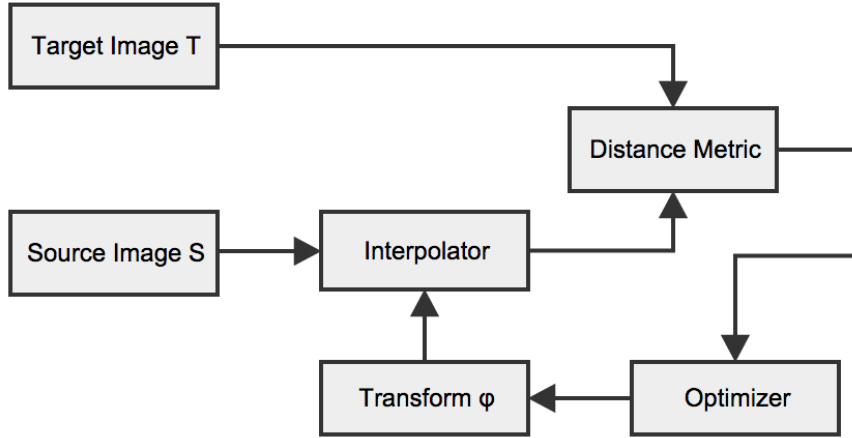 Target Image T
Distance Metric
Source Image S
Interpolator
Transform φ
Optimizer